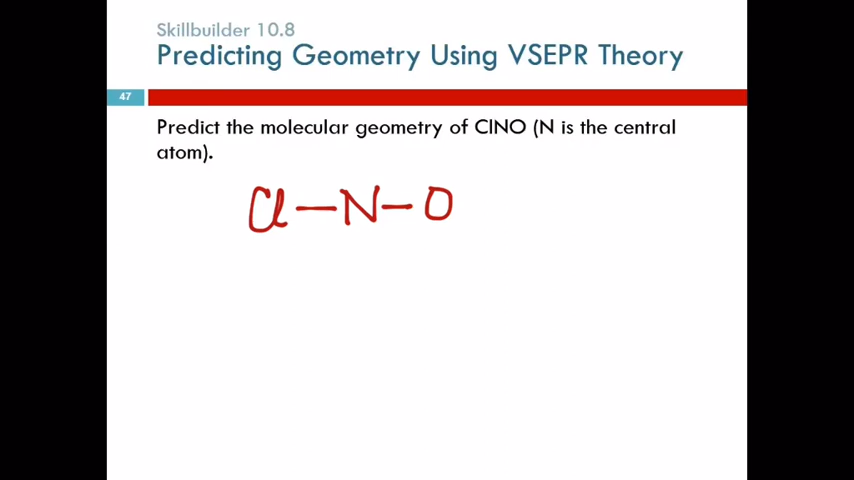 Skillbuilder 10.8
Predicting Geometry Using VSEPR Theory
47
Predict the molecular geometry of ClNO (N is the central
atom).
Cl — N — O